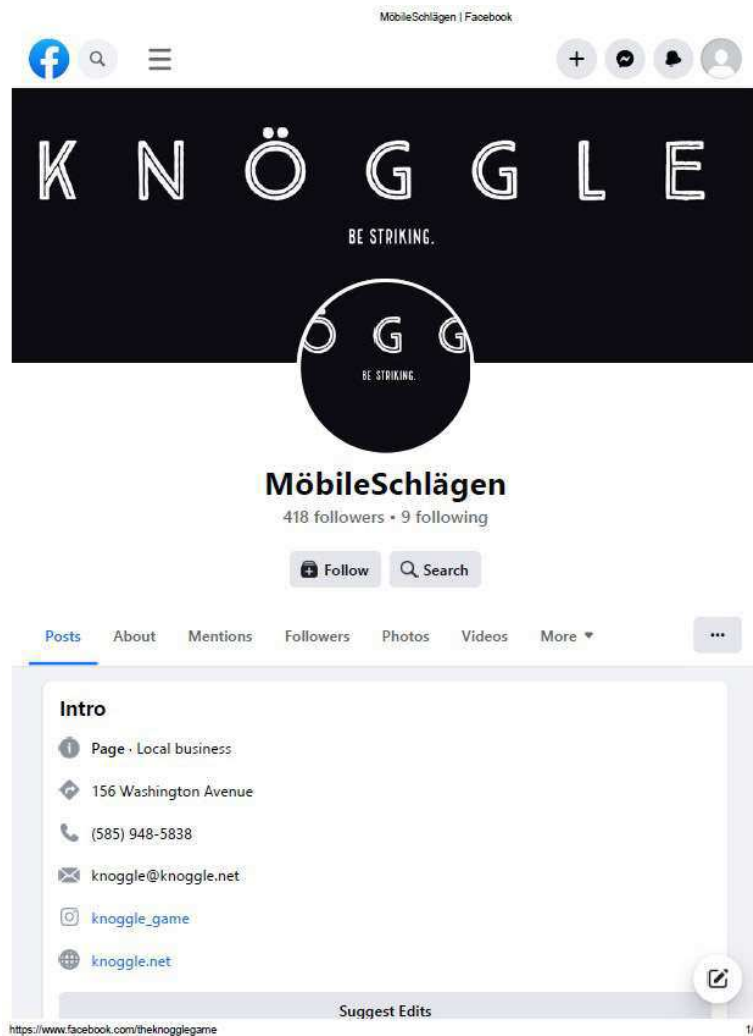 MöbileSchlägen | Facebook
K N Ö G G L E
BE STRIKING.
Ö G G
BE STRIKING.
MöbileSchlägen
418 followers • 9 following
Follow Search
Posts About Mentions Followers Photos Videos More
Intro
Page · Local business
156 Washington Avenue
(585) 948-5838
knoggle@knoggle.net
knoggle_game
knoggle.net
Suggest Edits
https://www.facebook.com/theknogglegame 1/